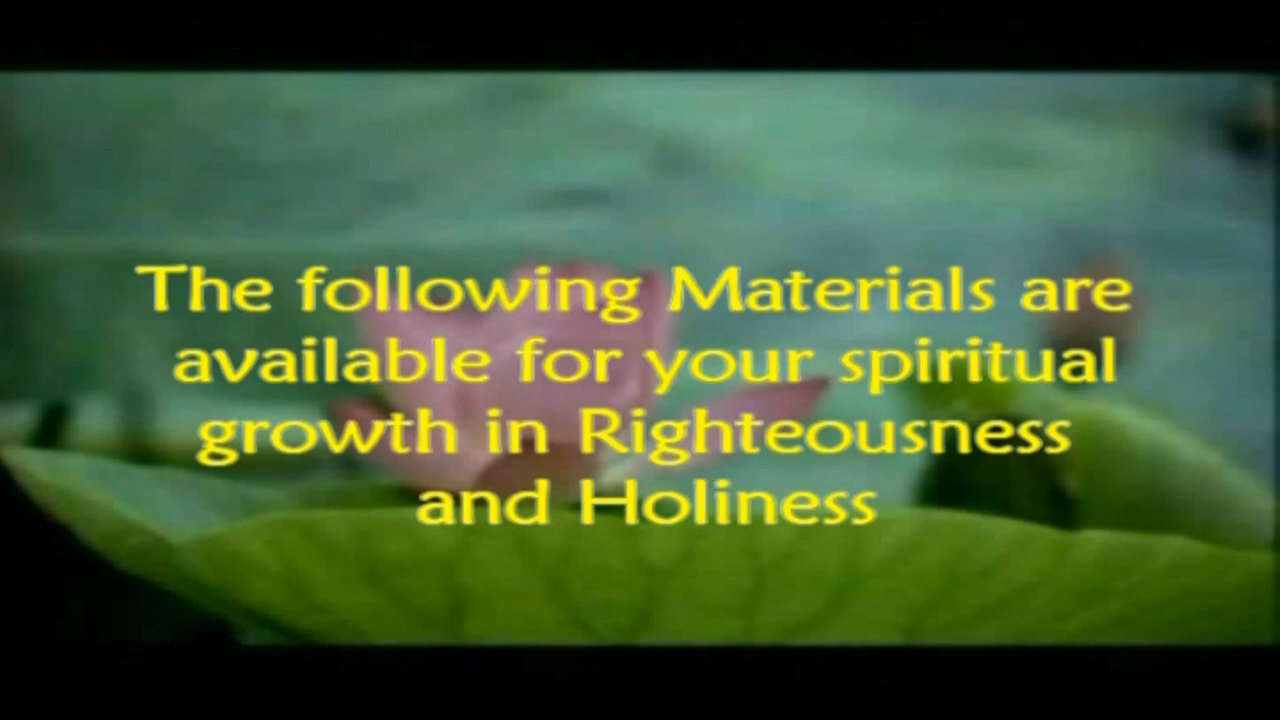 The following Materials are
available for your spiritual
growth in Righteousness
and Holiness